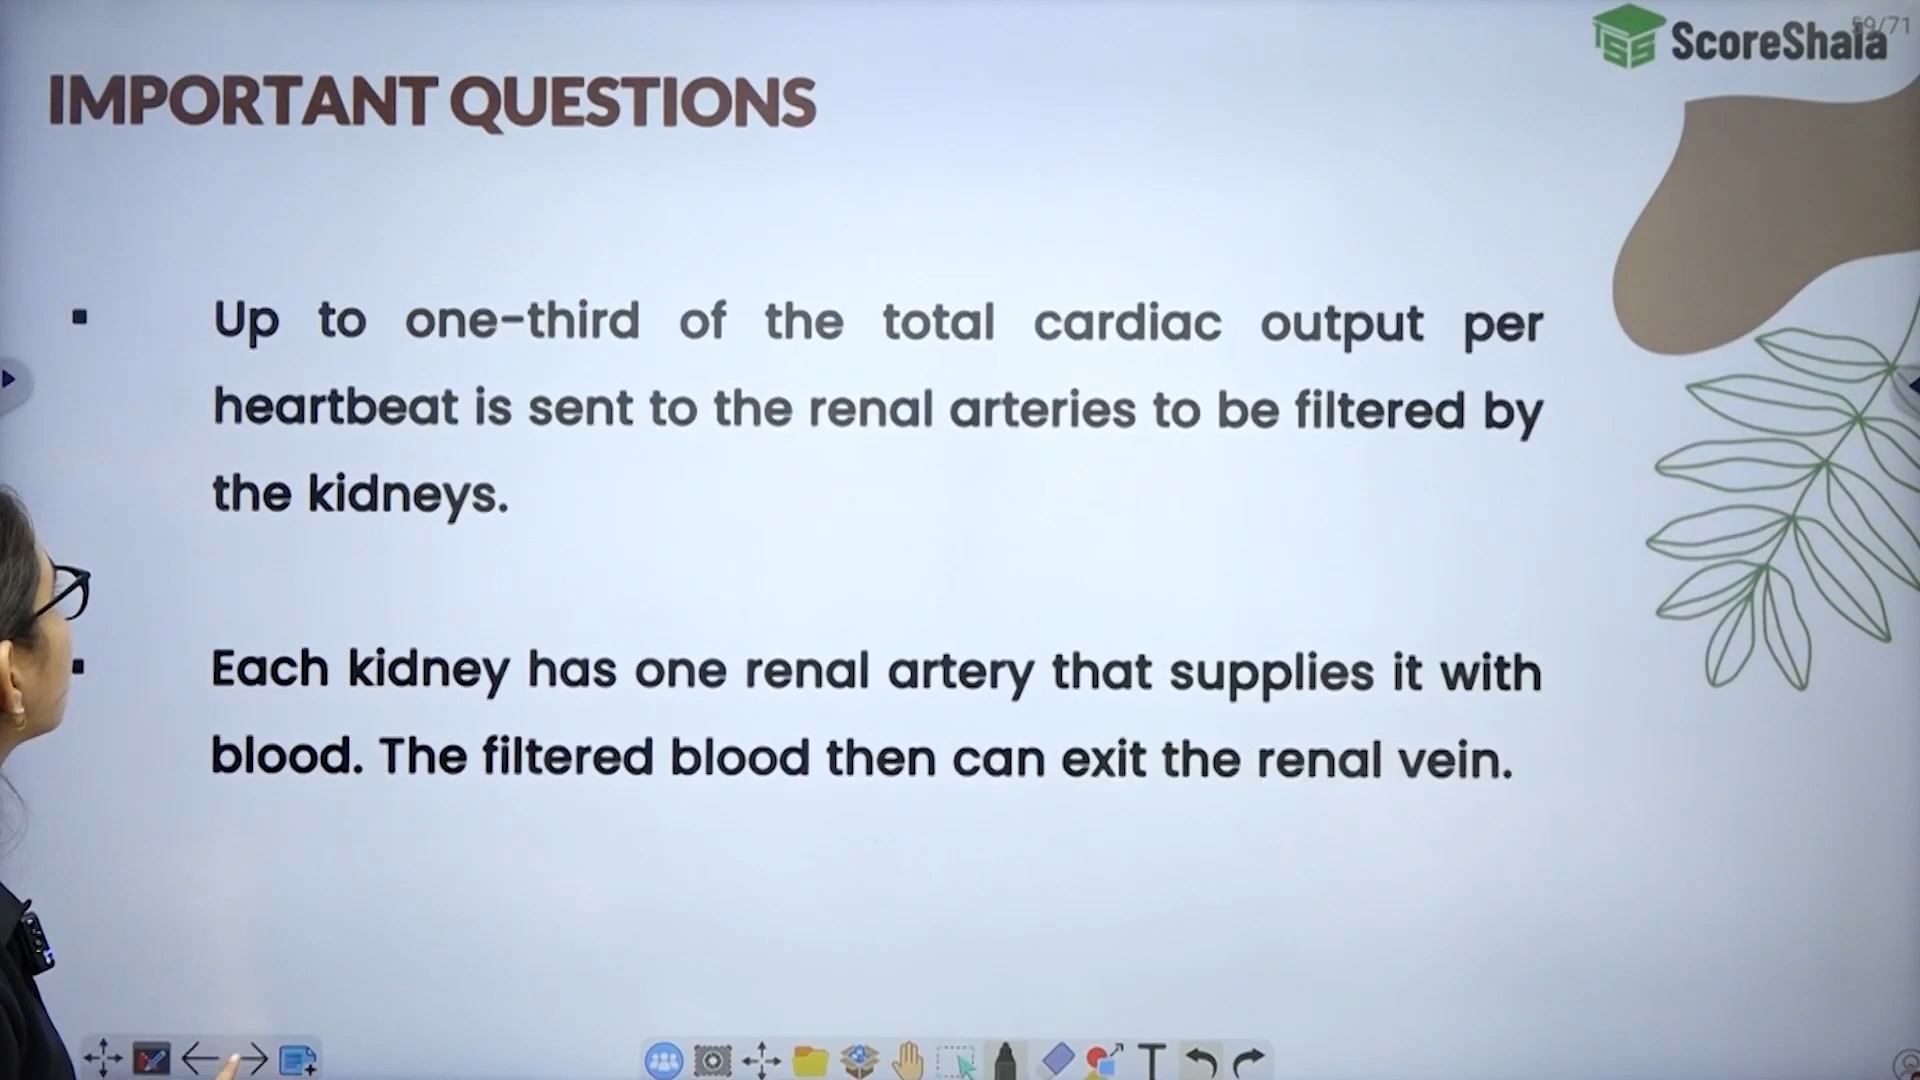 59/71
ScoreShala
IMPORTANT QUESTIONS
▪ Up to one-third of the total cardiac output per
heartbeat is sent to the renal arteries to be filtered by
the kidneys.
▪ Each kidney has one renal artery that supplies it with
blood. The filtered blood then can exit the renal vein.